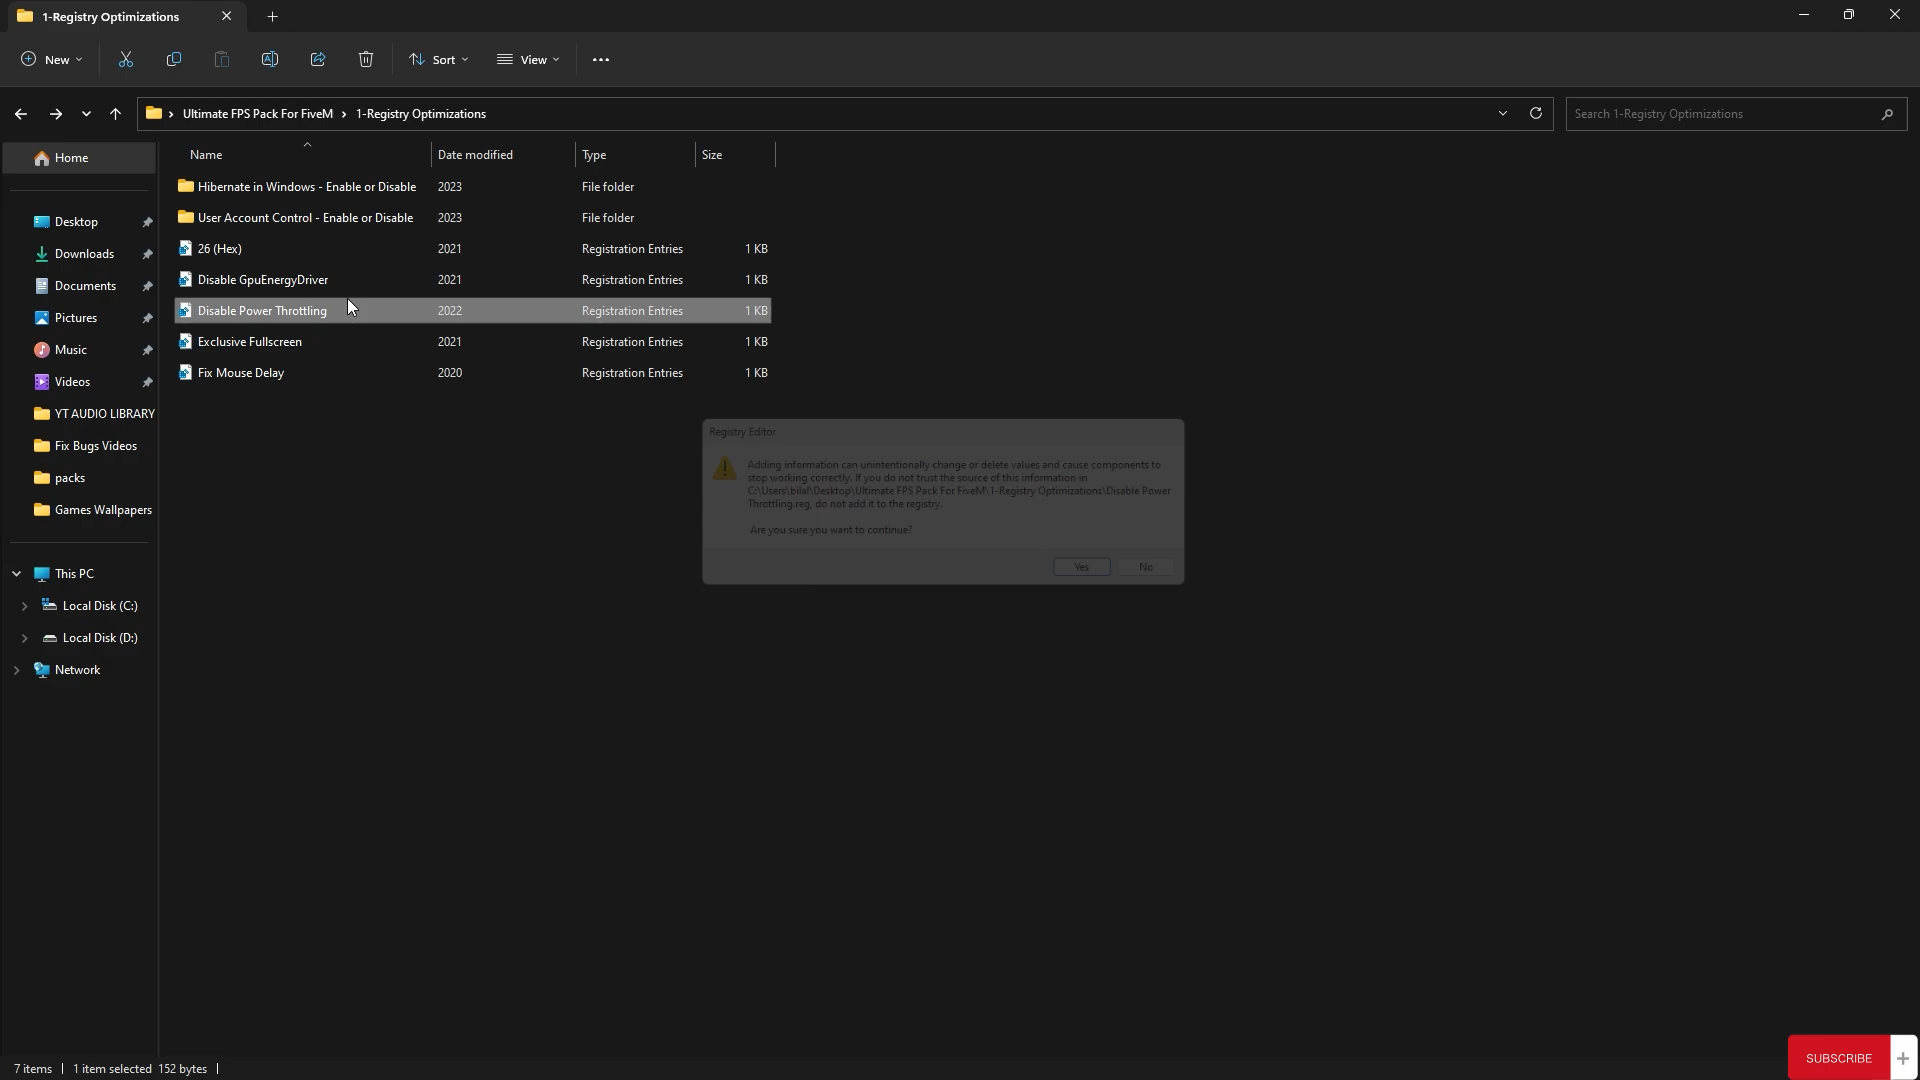 1-Registry Optimizations
New
Sort
View
Ultimate FPS Pack For FiveM
1-Registry Optimizations
Search 1-Registry Optimizations
Home
Desktop
Downloads
Documents
Pictures
Music
Videos
YT AUDIO LIBRARY
Fix Bugs Videos
packs
Games Wallpapers
This PC
Local Disk (C:)
Local Disk (D:)
Network
Name Date modified Type Size
Hibernate in Windows - Enable or Disable 2023 File folder
User Account Control - Enable or Disable 2023 File folder
26 (Hex) 2021 Registration Entries 1 KB
Disable GpuEnergyDriver 2021 Registration Entries 1 KB
Disable Power Throttling 2022 Registration Entries 1 KB
Exclusive Fullscreen 2021 Registration Entries 1 KB
Fix Mouse Delay 2020 Registration Entries 1 KB
Registry Editor
Adding information can unintentionally change or delete values and cause components to
stop working correctly. If you do not trust the source of this information in
C:\Users\bilal\Desktop\Ultimate FPS Pack For FiveM\1-Registry Optimizations\Disable Power
Throttling.reg, do not add it to the registry.
Are you sure you want to continue?
Yes No
7 items 1 item selected 152 bytes
SUBSCRIBE +